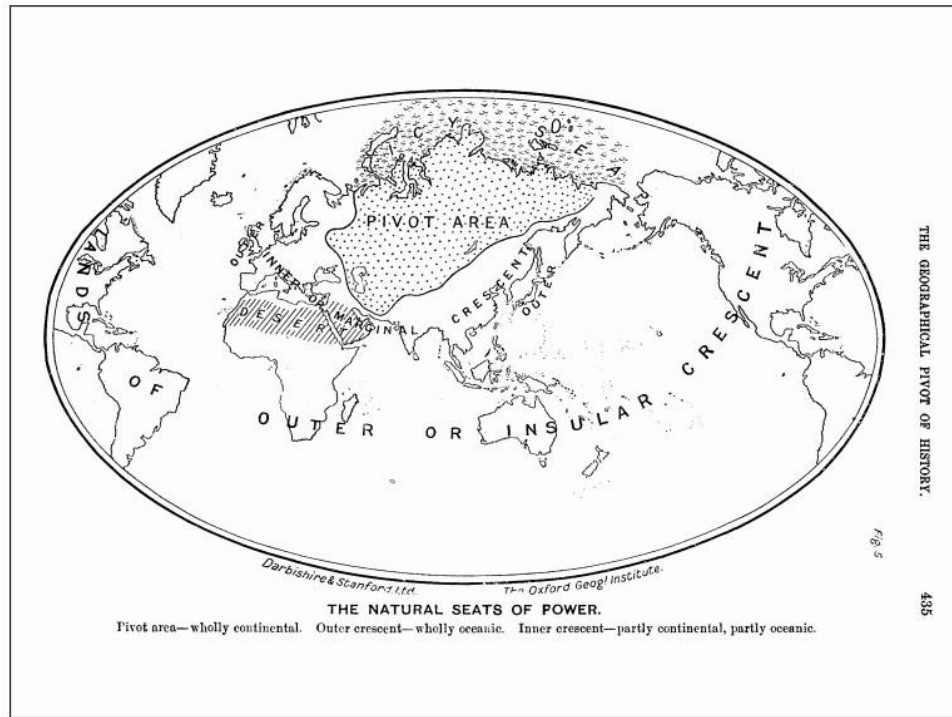 ICY SEA
PIVOT AREA
LANDS
OF
OUTER OR INSULAR CRESCENT
OUTER
INNER OR MARGINAL
CRESCENT
OUTER
DESERT
THE GEOGRAPHICAL PIVOT OF HISTORY.
435
Fig. 5
Darbishire & Stanford, Ltd.
The Oxford Geogl Institute.
THE NATURAL SEATS OF POWER.
Pivot area—wholly continental. Outer crescent—wholly oceanic. Inner crescent—partly continental, partly oceanic.